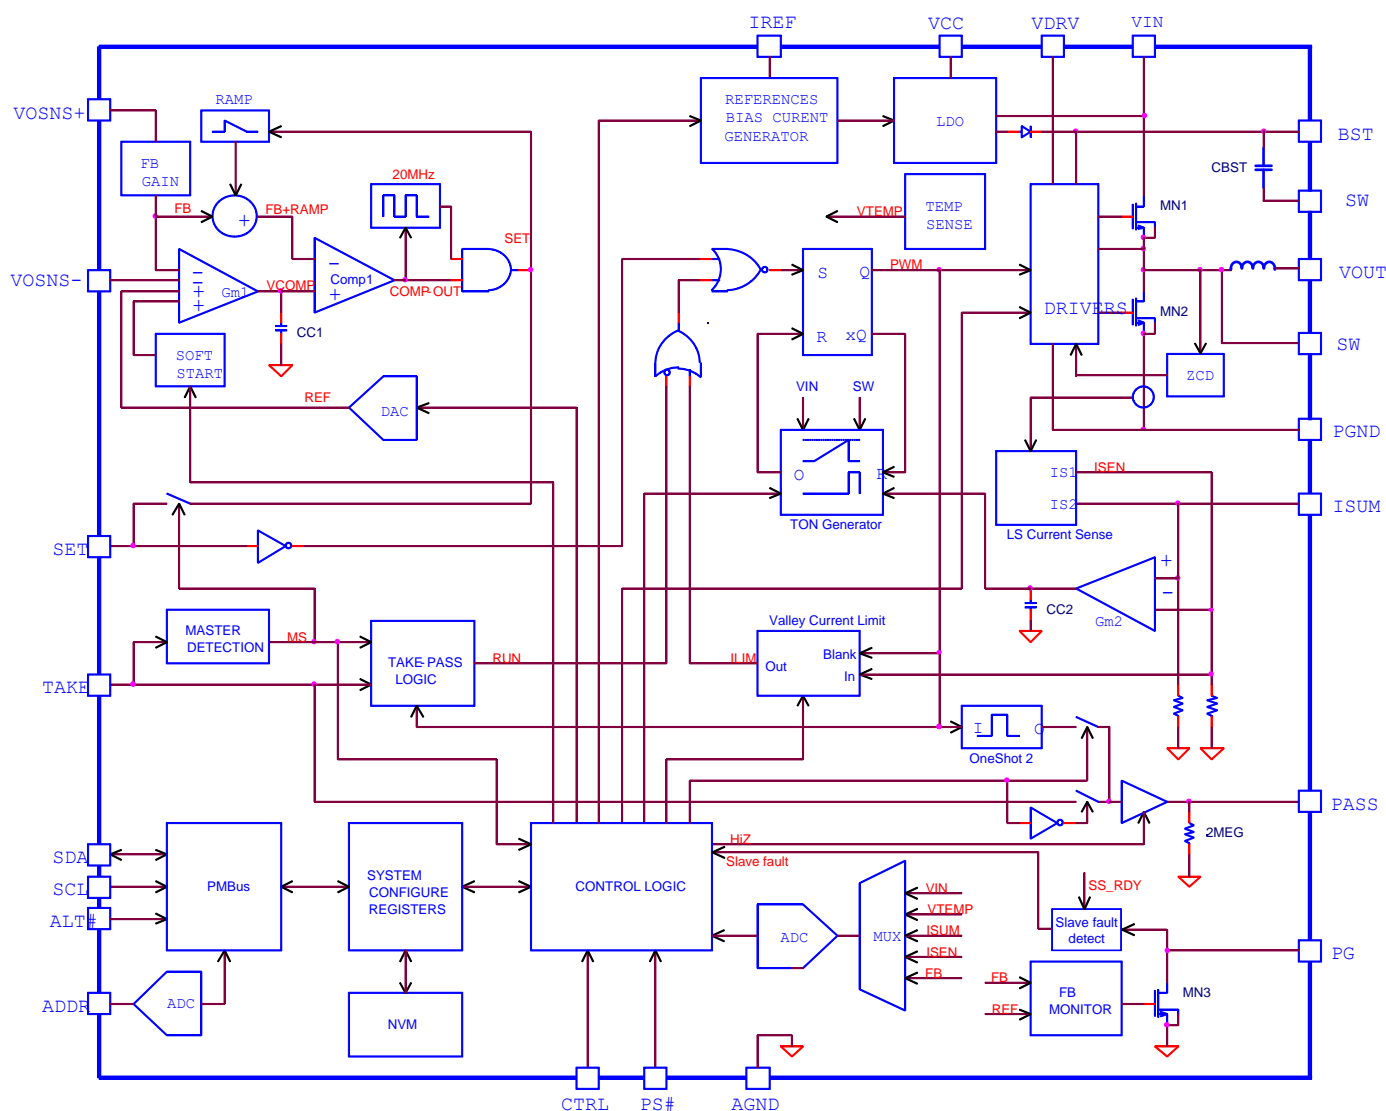 IREF
VCC
VDRV
VIN
VOSNS+
RAMP
REFERENCES
BIAS CURENT
GENERATOR
LDO
BST
FB
GAIN
20MHz
CBST
FB
FB+RAMP
+
SET
VTEMP
TEMP
SENSE
MN1
SW
VOSNS-
−
+
+
Gm1
VCOMP
−
+
Comp1
COMP-OUT
S
Q
R
xQ
PWM
VOUT
DRIVERS
MN2
CC1
SOFT
START
SW
ZCD
REF
DAC
VIN
SW
PGND
O
R
TON Generator
IS1
IS2
ISEN
LS Current Sense
ISUM
SET
+
−
Gm2
CC2
MASTER
DETECTION
MS
TAKE-PASS
LOGIC
RUN
ILIM
Valley Current Limit
Out
Blank
In
TAKE
I
O
OneShot 2
PASS
2MEG
HiZ
Slave fault
SDA
SCL
ALT#
PMBus
SYSTEM
CONFIGURE
REGISTERS
CONTROL LOGIC
ADC
MUX
VIN
VTEMP
ISUM
ISEN
FB
SS_RDY
Slave fault
detect
PG
ADDR
ADC
NVM
FB
REF
FB
MONITOR
MN3
CTRL
PS#
AGND